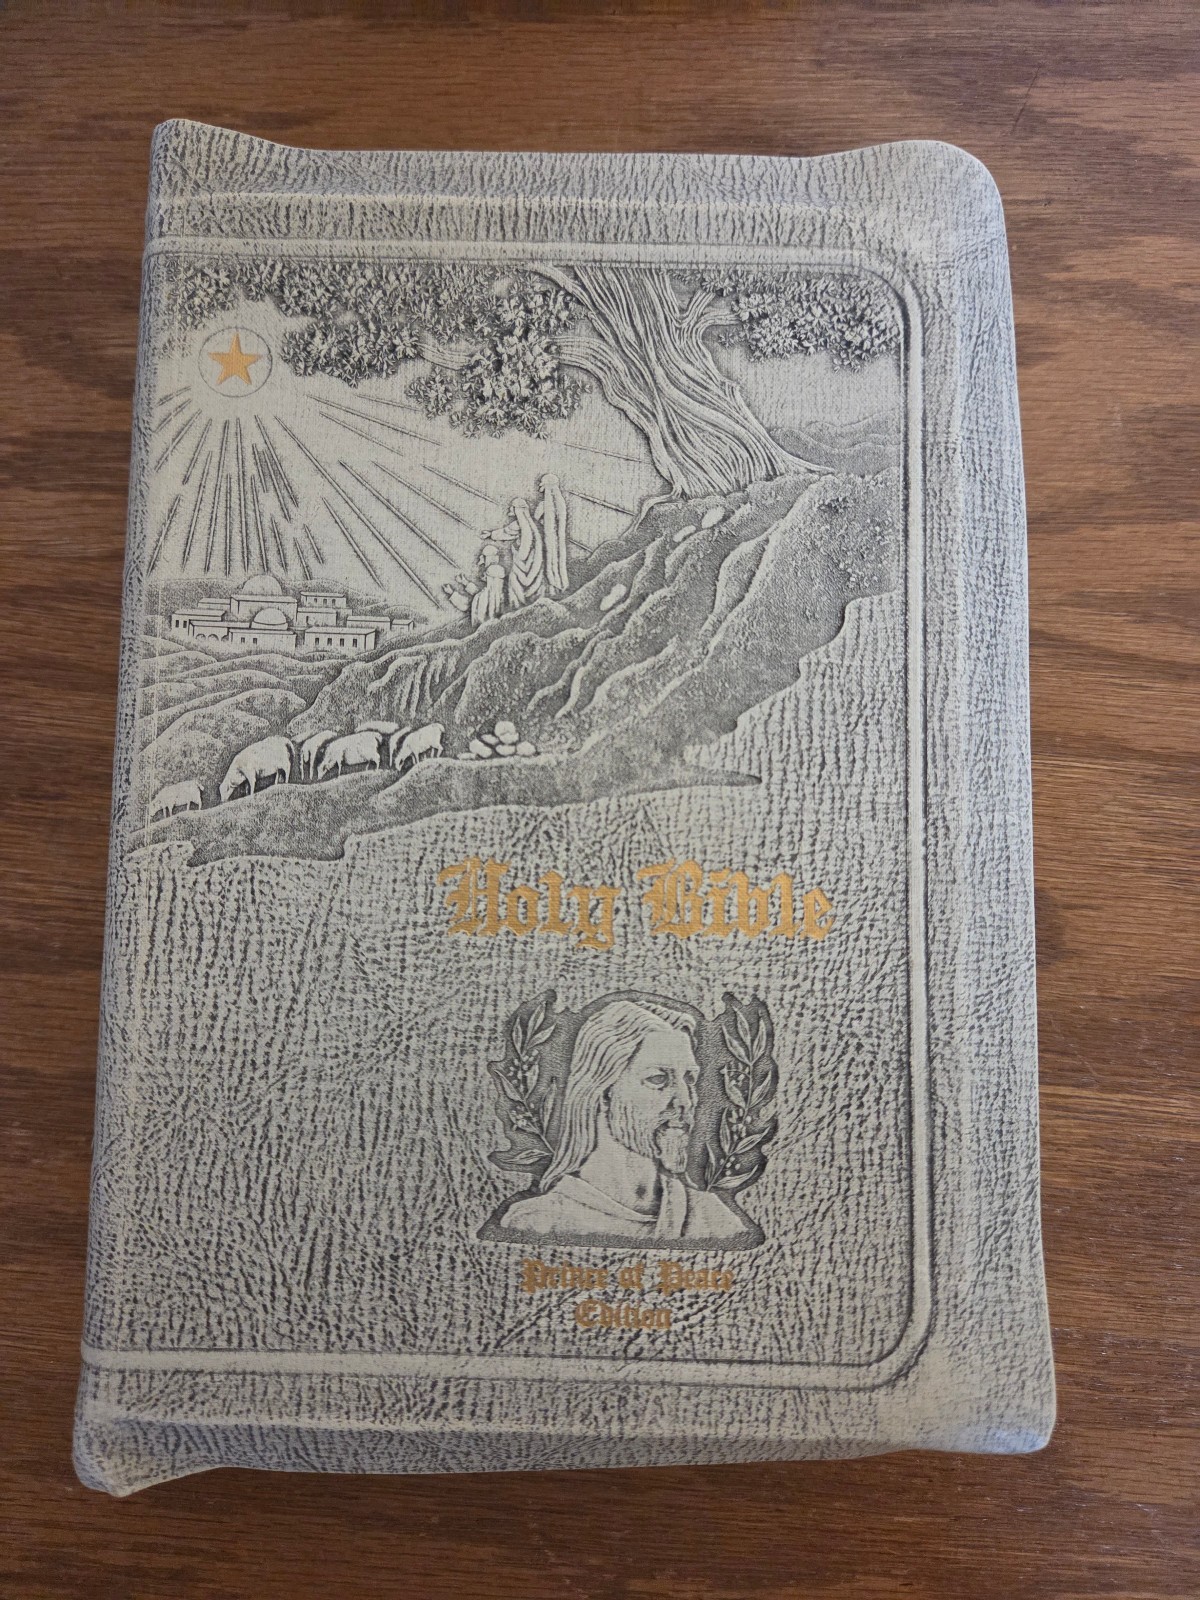 Holy Bible
Prince of Peace
Edition